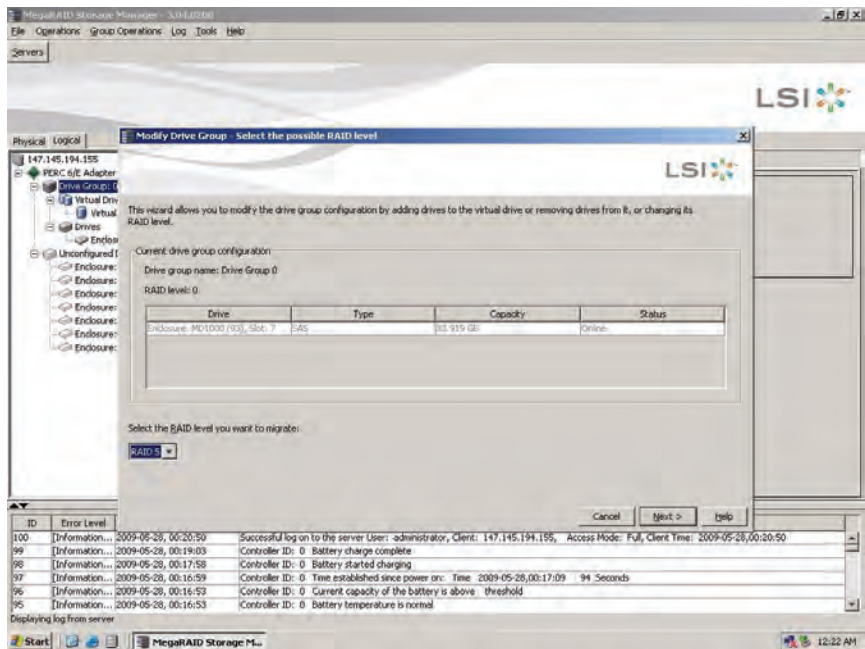 MegaRAID Storage Manager - 3.04.0200
File Operations Group Operations Log Tools Help
Servers
LSI
Physical Logical
147.145.194.155
PERC 6/E Adapter
Drive Group: 0
Virtual Driv
Virtual
Drives
Enclos
Unconfigured D
Enclosure:
Enclosure:
Enclosure:
Enclosure:
Enclosure:
Enclosure:
Enclosure:
Modify Drive Group - Select the possible RAID level
LSI
This wizard allows you to modify the drive group configuration by adding drives to the virtual drive or removing drives from it, or changing its
RAID level.
Current drive group configuration
Drive group name: Drive Group 0
RAID level: 0
Drive Type Capacity Status
Enclosure: MD1000 (93), Slot: 7 SAS 33.919 GB Online
Select the RAID level you want to migrate:
RAID 5
Cancel Next > Help
ID Error Level
100 [Information... 2009-05-28, 00:20:50 Successful log on to the server User: administrator, Client: 147.145.194.155, Access Mode: Full, Client Time: 2009-05-28,00:20:50
99 [Information... 2009-05-28, 00:19:03 Controller ID: 0 Battery charge complete
98 [Information... 2009-05-28, 00:17:58 Controller ID: 0 Battery started charging
97 [Information... 2009-05-28, 00:16:59 Controller ID: 0 Time established since power on: Time 2009-05-28,00:17:09 94 Seconds
96 [Information... 2009-05-28, 00:16:53 Controller ID: 0 Current capacity of the battery is above threshold
95 [Information... 2009-05-28, 00:16:53 Controller ID: 0 Battery temperature is normal
Displaying log from server
Start MegaRAID Storage M... 12:22 AM